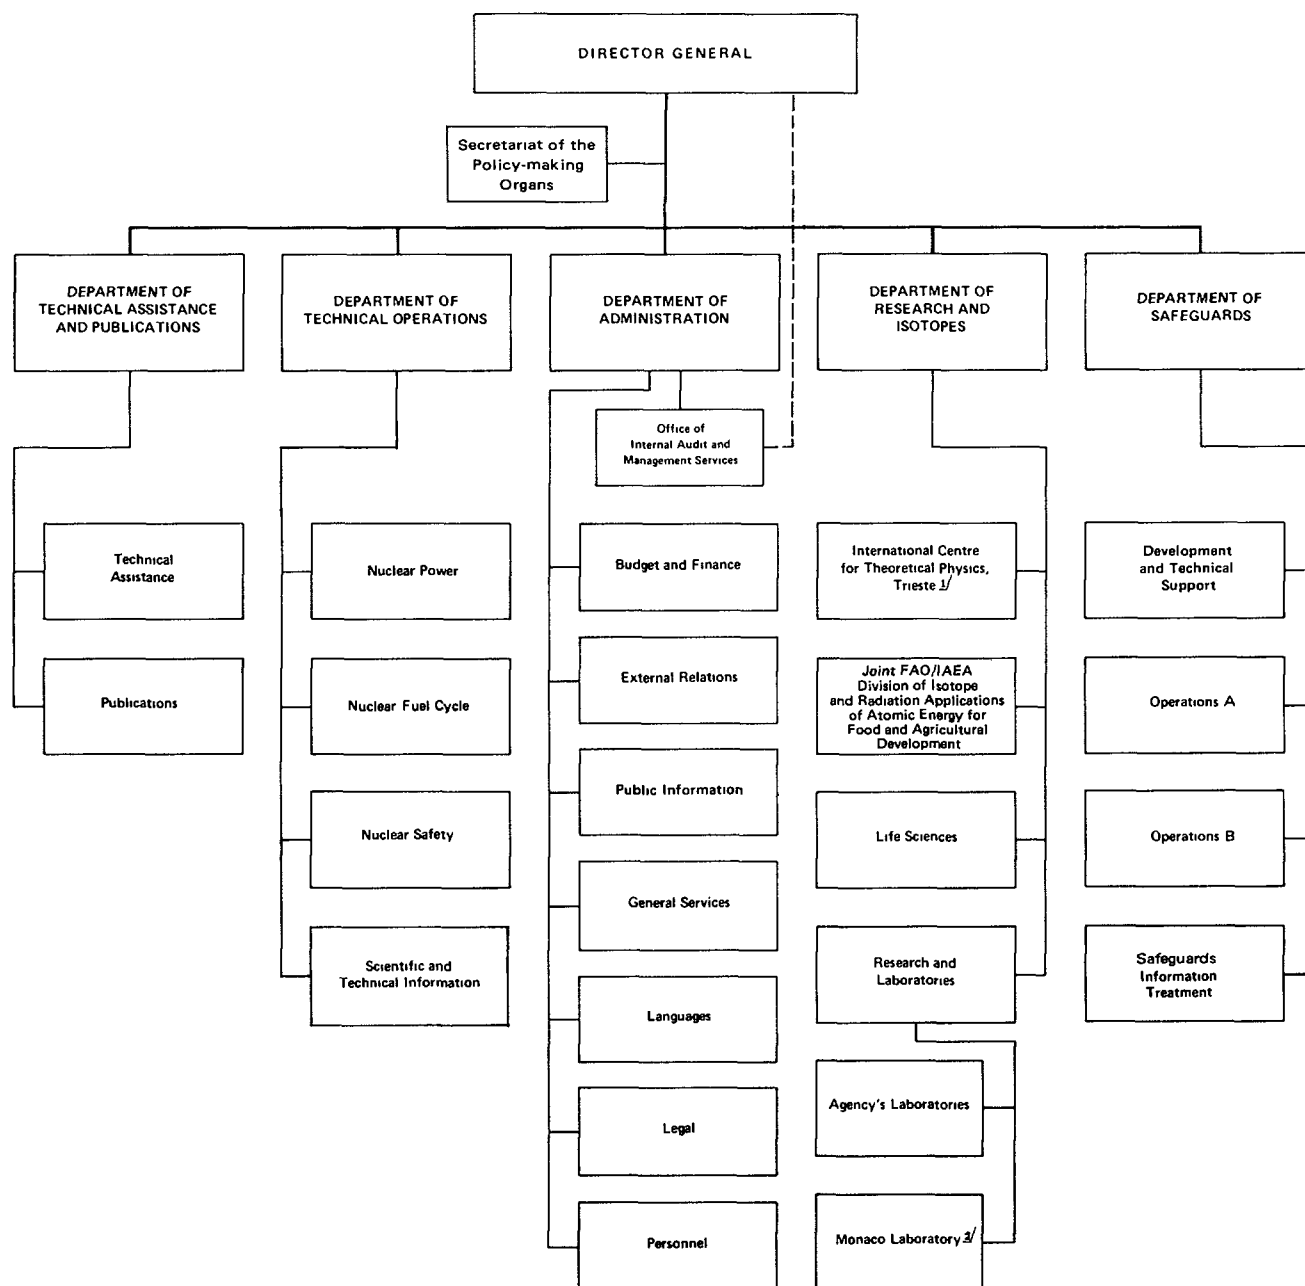 DIRECTOR GENERAL
Secretariat of the
Policy-making
Organs
DEPARTMENT OF
TECHNICAL ASSISTANCE
AND PUBLICATIONS
DEPARTMENT OF
TECHNICAL OPERATIONS
DEPARTMENT OF
ADMINISTRATION
DEPARTMENT OF
RESEARCH AND
ISOTOPES
DEPARTMENT OF
SAFEGUARDS
Office of
Internal Audit and
Management Services
Technical
Assistance
Publications
Nuclear Power
Nuclear Fuel Cycle
Nuclear Safety
Scientific and
Technical Information
Budget and Finance
External Relations
Public Information
General Services
Languages
Legal
Personnel
International Centre
for Theoretical Physics,
Trieste 1/
Joint FAO/IAEA
Division of Isotope
and Radiation Applications
of Atomic Energy for
Food and Agricultural
Development
Life Sciences
Research and
Laboratories
Agency's Laboratories
Monaco Laboratory 2/
Development
and Technical
Support
Operations A
Operations B
Safeguards
Information
Treatment